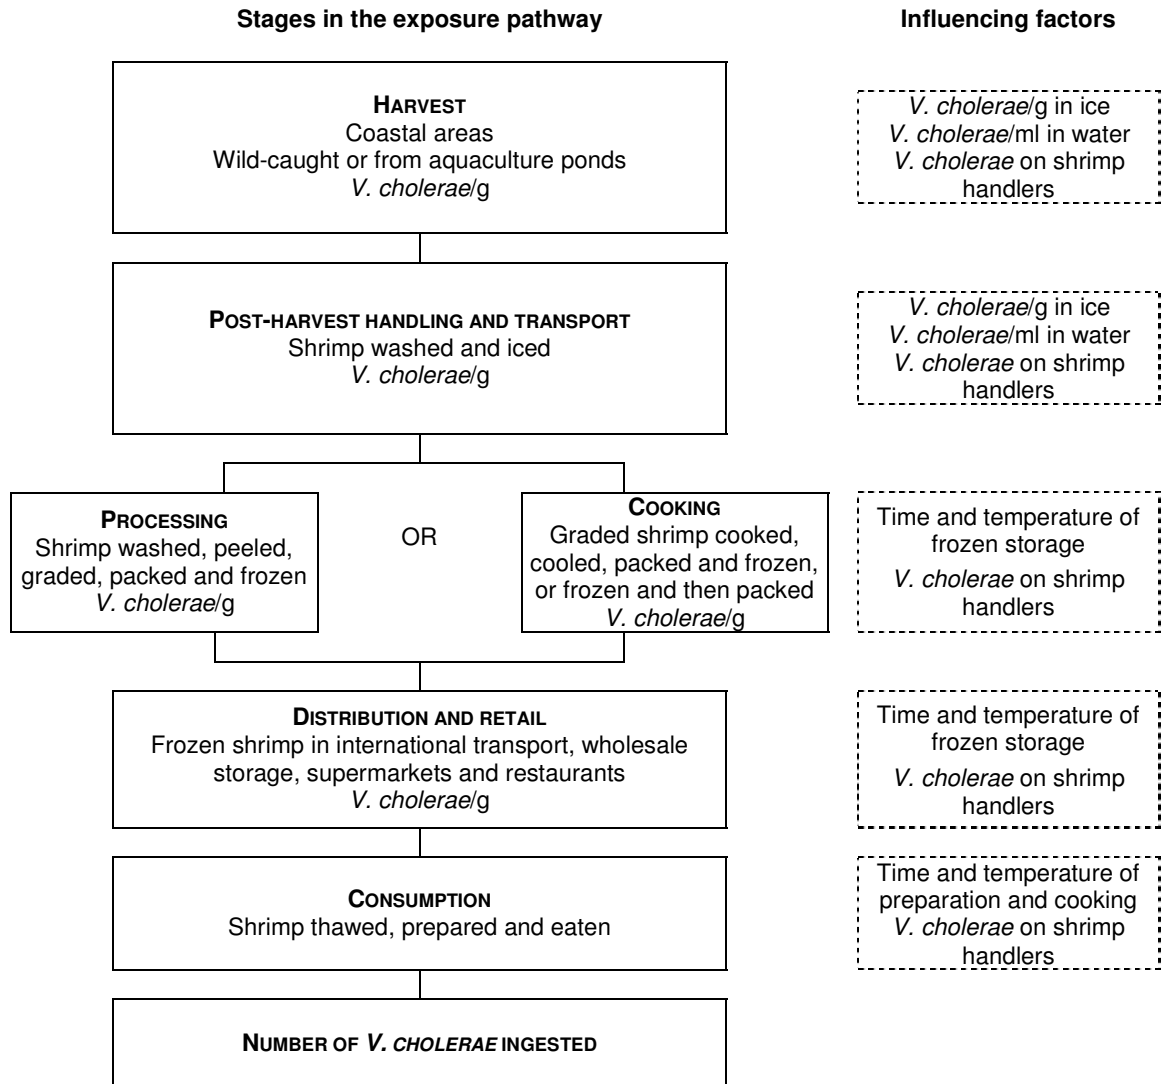 Stages in the exposure pathway
Influencing factors
HARVEST
Coastal areas
Wild-caught or from aquaculture ponds
V. cholerae/g
V. cholerae/g in ice
V. cholerae/ml in water
V. cholerae on shrimp
handlers
POST-HARVEST HANDLING AND TRANSPORT
Shrimp washed and iced
V. cholerae/g
V. cholerae/g in ice
V. cholerae/ml in water
V. cholerae on shrimp
handlers
PROCESSING
Shrimp washed, peeled,
graded, packed and frozen
V. cholerae/g
OR
COOKING
Graded shrimp cooked,
cooled, packed and frozen,
or frozen and then packed
V. cholerae/g
Time and temperature of
frozen storage
V. cholerae on shrimp
handlers
DISTRIBUTION AND RETAIL
Frozen shrimp in international transport, wholesale
storage, supermarkets and restaurants
V. cholerae/g
Time and temperature of
frozen storage
V. cholerae on shrimp
handlers
CONSUMPTION
Shrimp thawed, prepared and eaten
Time and temperature of
preparation and cooking
V. cholerae on shrimp
handlers
NUMBER OF V. CHOLERAE INGESTED